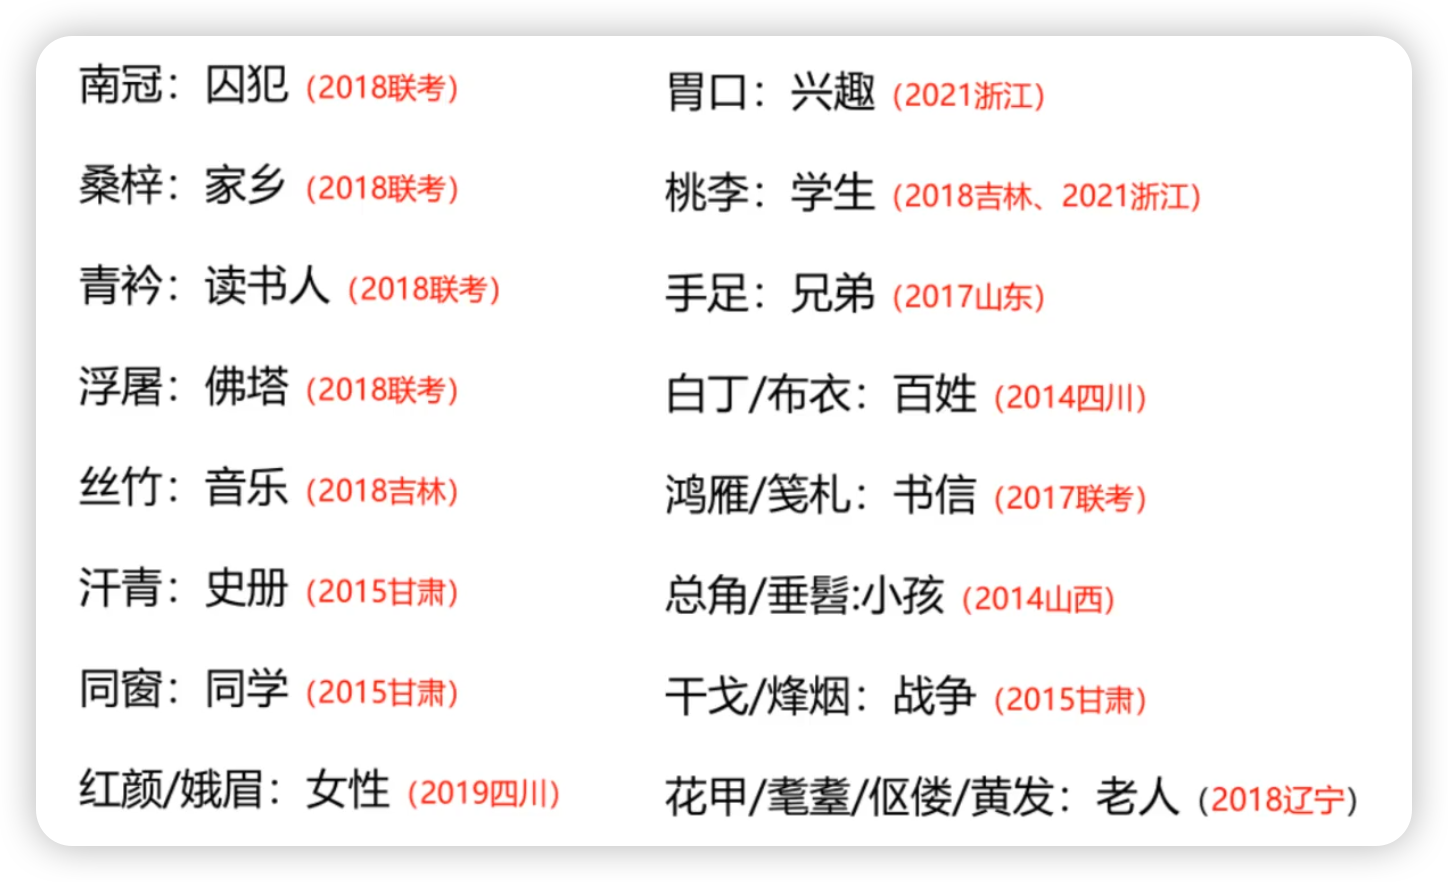 南冠：囚犯（2018联考）
桑梓：家乡（2018联考）
青衿：读书人（2018联考）
浮屠：佛塔（2018联考）
丝竹：音乐（2018吉林）
汗青：史册（2015甘肃）
同窗：同学（2015甘肃）
红颜/娥眉：女性（2019四川）
胃口：兴趣（2021浙江）
桃李：学生（2018吉林、2021浙江）
手足：兄弟（2017山东）
白丁/布衣：百姓（2014四川）
鸿雁/笺札：书信（2017联考）
总角/垂髫:小孩（2014山西）
干戈/烽烟：战争（2015甘肃）
花甲/耄耋/伛偻/黄发：老人（2018辽宁）